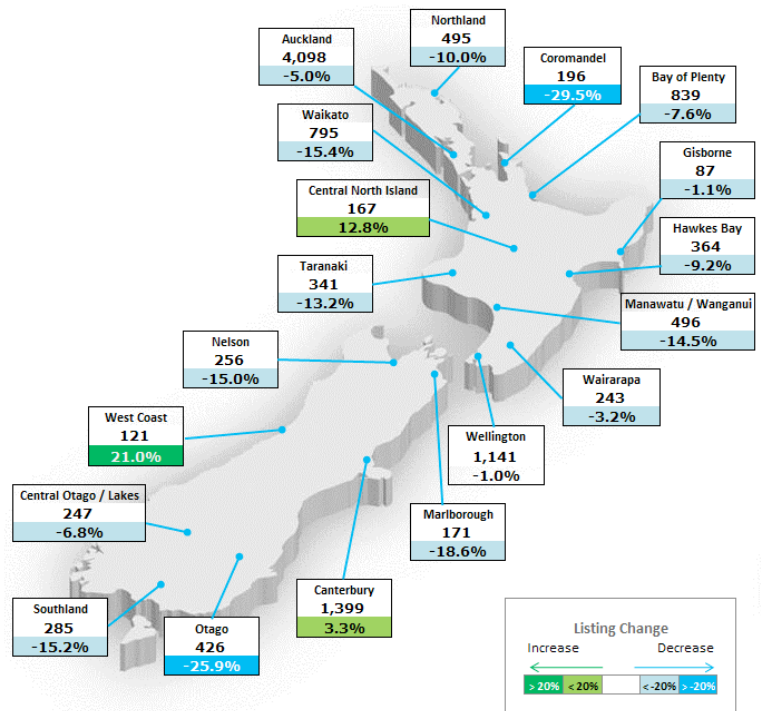 Northland
495
-10.0%
Auckland
4,098
-5.0%
Coromandel
196
-29.5%
Bay of Plenty
839
-7.6%
Waikato
795
-15.4%
Gisborne
87
-1.1%
Central North Island
167
12.8%
Hawkes Bay
364
-9.2%
Taranaki
341
-13.2%
Manawatu / Wanganui
496
-14.5%
Nelson
256
-15.0%
Wairarapa
243
-3.2%
West Coast
121
21.0%
Wellington
1,141
-1.0%
Central Otago / Lakes
247
-6.8%
Marlborough
171
-18.6%
Canterbury
1,399
3.3%
Southland
285
-15.2%
Otago
426
-25.9%
Listing Change
Increase Decrease
> 20% < 20% < -20% > -20%